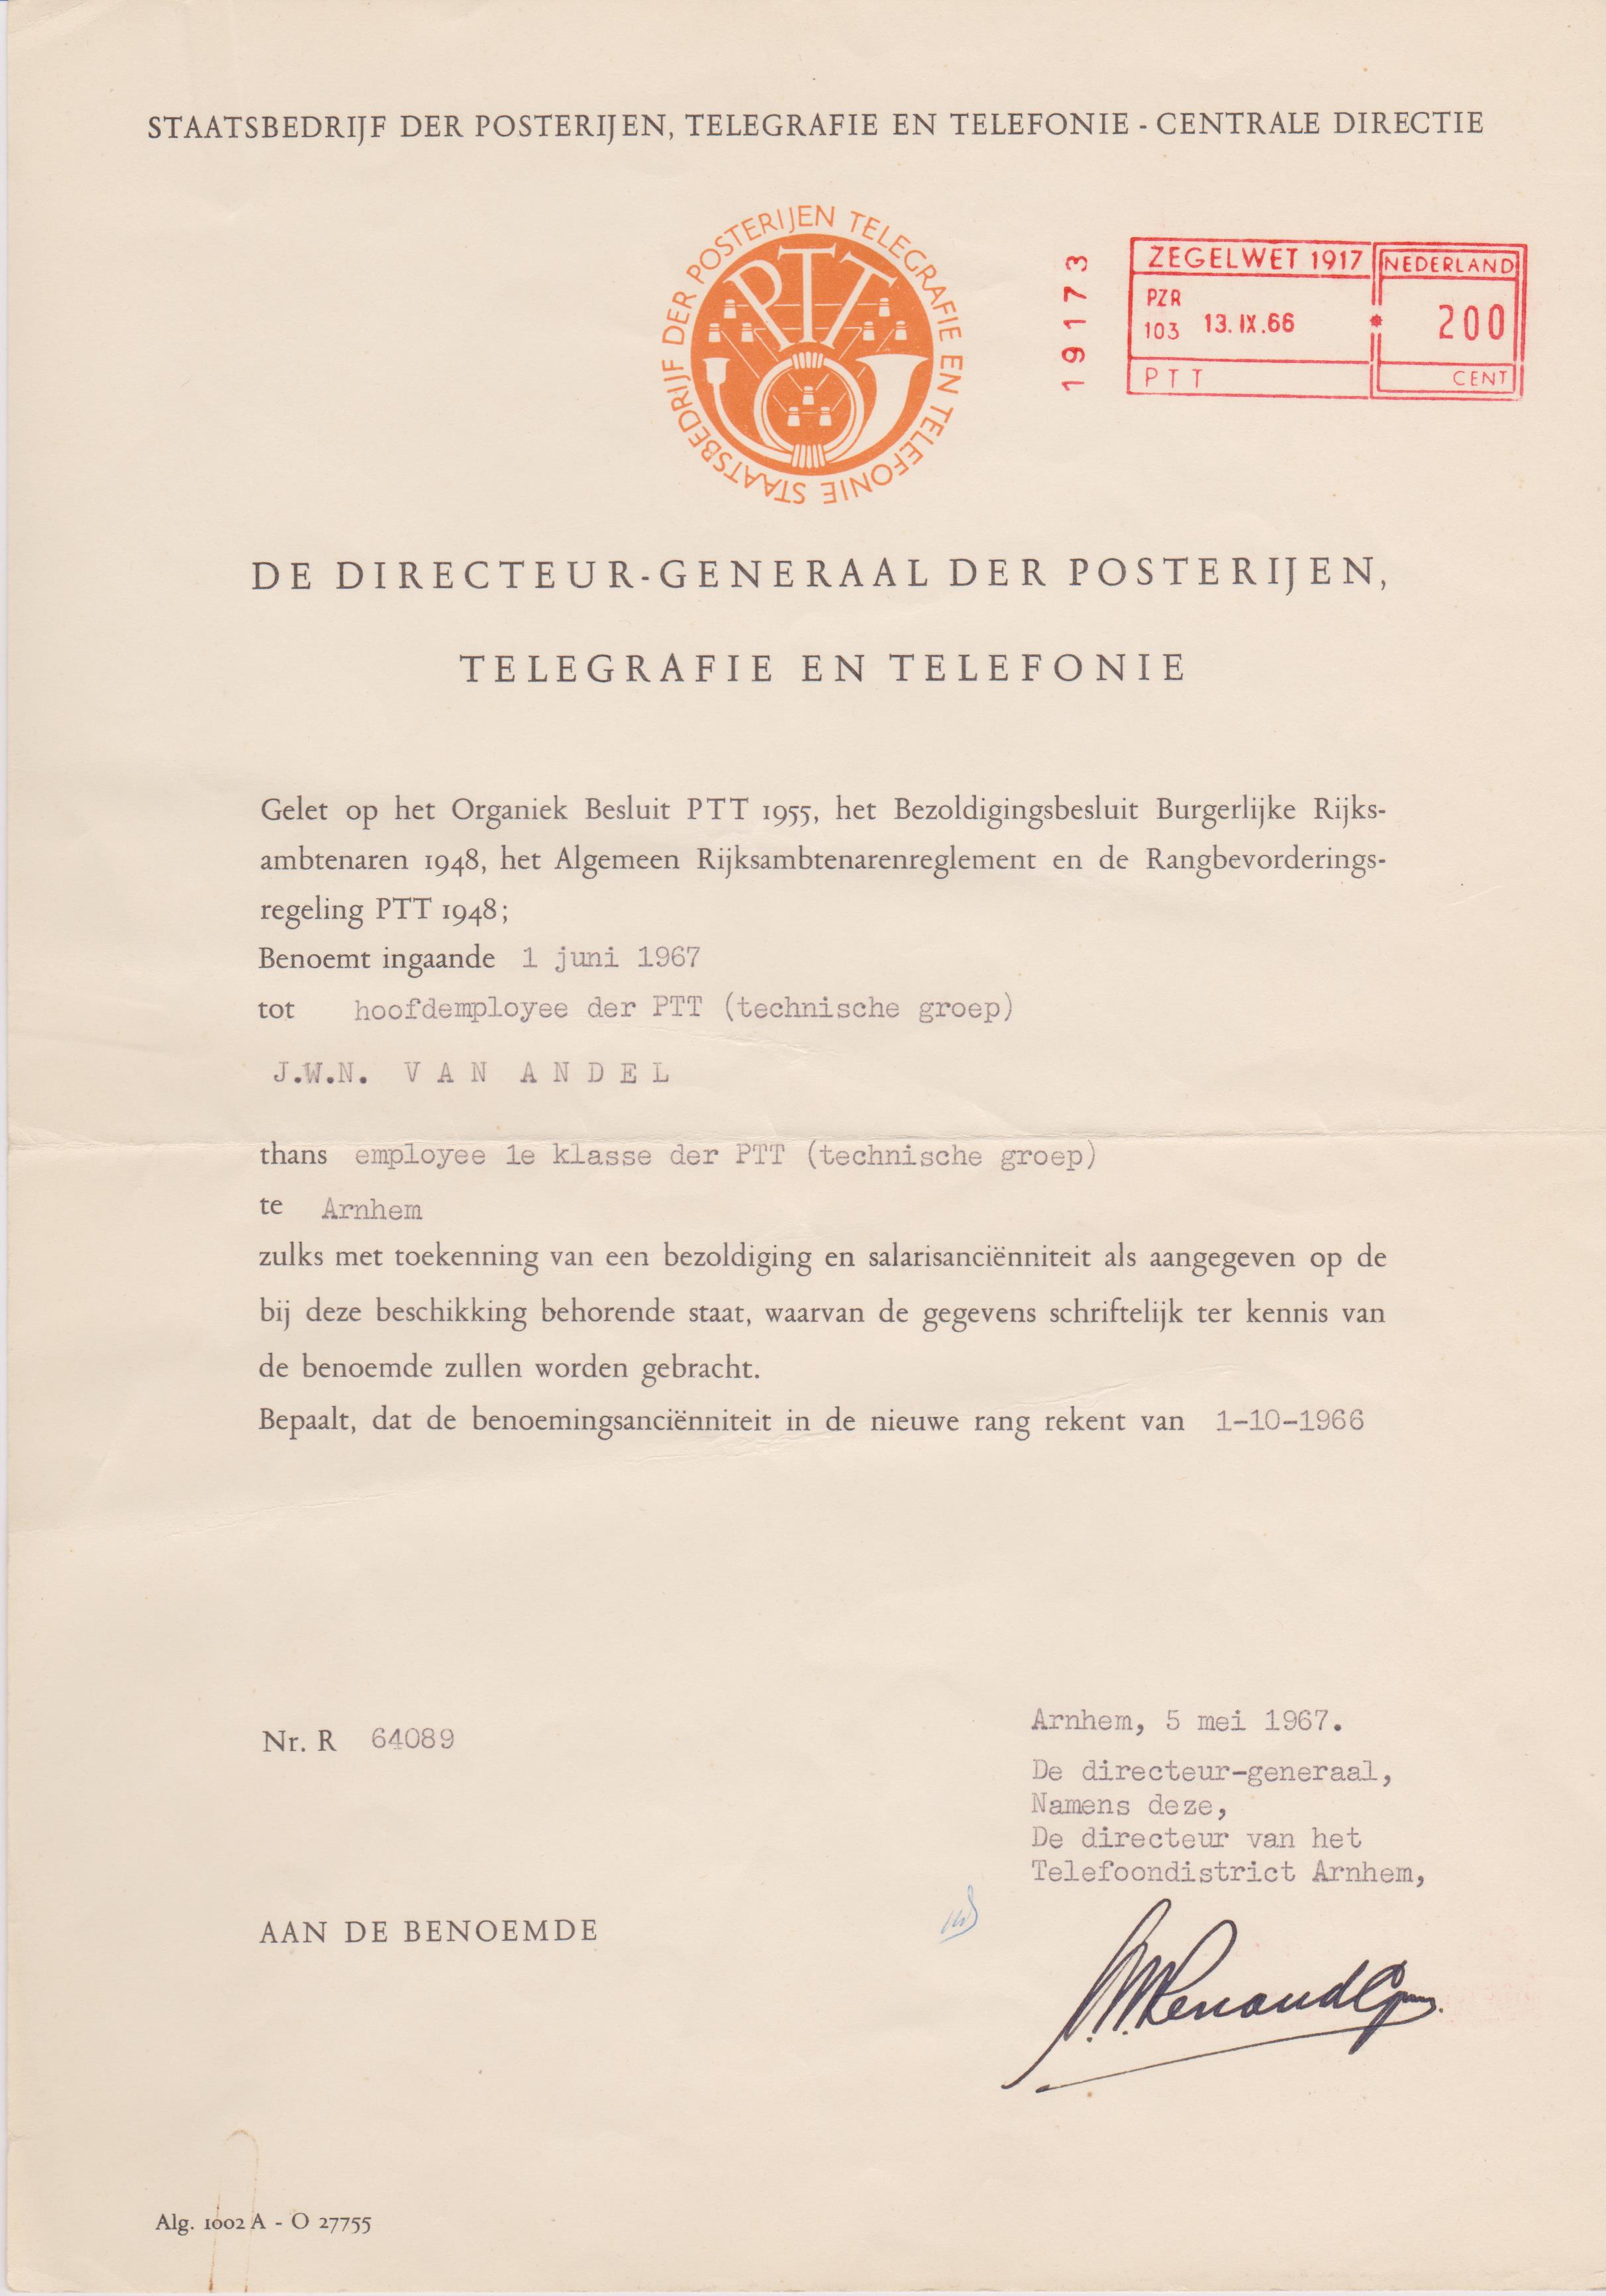 STAATSBEDRIJF DER POSTERIJEN, TELEGRAFIE EN TELEFONIE - CENTRALE DIRECTIE
STAATSBEDRIJF DER POSTERIJEN TELEGRAFIE EN TELEFONIE
PTT
19173
ZEGELWET 1917 NEDERLAND
PZR
103 13.IX.66 200
PTT CENT
DE DIRECTEUR-GENERAAL DER POSTERIJEN,
TELEGRAFIE EN TELEFONIE
Gelet op het Organiek Besluit PTT 1955, het Bezoldigingsbesluit Burgerlijke Rijks-
ambtenaren 1948, het Algemeen Rijksambtenarenreglement en de Rangbevorderings-
regeling PTT 1948;
Benoemt ingaande 1 juni 1967
tot hoofdemployee der PTT (technische groep)
J.W.N. VAN ANDEL
thans employee 1e klasse der PTT (technische groep)
te Arnhem
zulks met toekenning van een bezoldiging en salarisanciënniteit als aangegeven op de
bij deze beschikking behorende staat, waarvan de gegevens schriftelijk ter kennis van
de benoemde zullen worden gebracht.
Bepaalt, dat de benoemingsanciënniteit in de nieuwe rang rekent van 1-10-1966
Arnhem, 5 mei 1967.
Nr. R 64089
De directeur-generaal,
Namens deze,
De directeur van het
Telefoondistrict Arnhem,
AAN DE BENOEMDE
Alg. 1002 A - O 27755